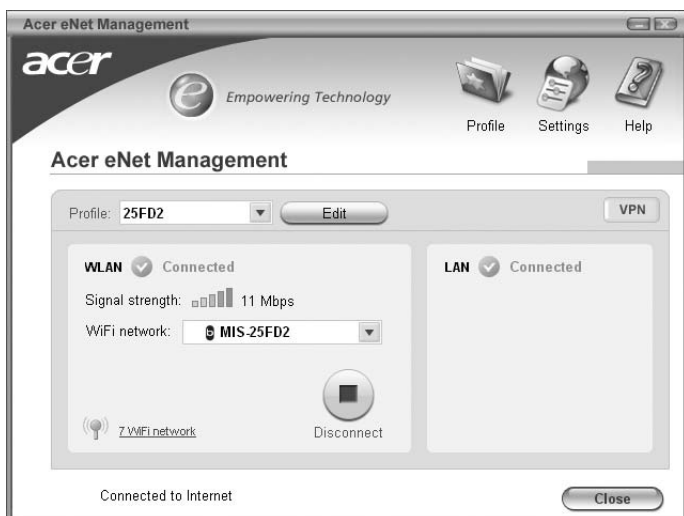 Acer eNet Management
acer
e Empowering Technology
Profile Settings Help
Acer eNet Management
Profile: 25FD2 Edit VPN
WLAN Connected
Signal strength: 11 Mbps
WiFi network: MIS-25FD2
7 WiFi network
Disconnect
LAN Connected
Connected to Internet
Close